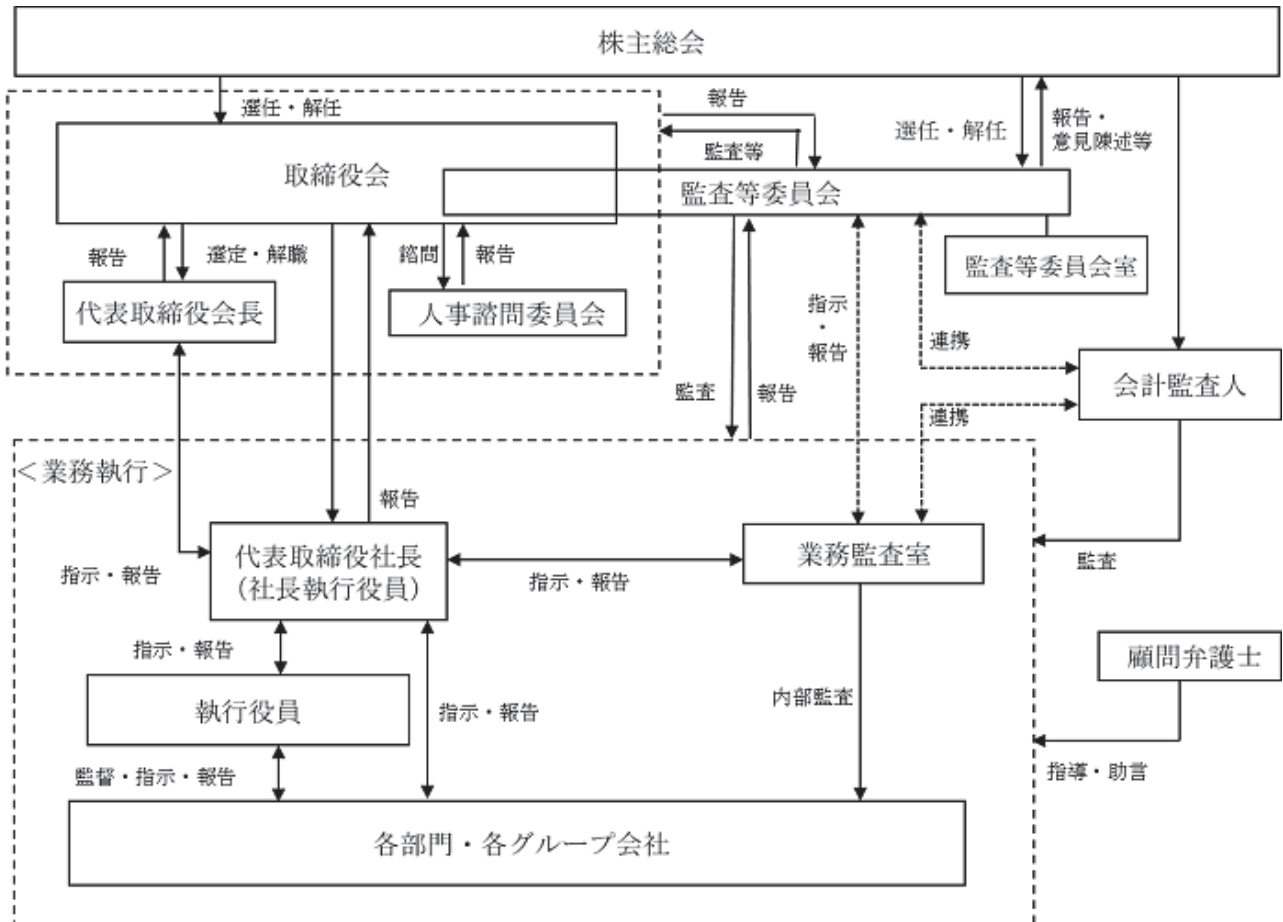 株主総会
選任・解任
報告
監査等
選任・解任
報告・
意見陳述等
取締役会
監査等委員会
報告
選定・解職
諮問
報告
監査等委員会室
代表取締役会長
人事諮問委員会
指示
・
報告
連携
会計監査人
監査
報告
連携
＜業務執行＞
報告
代表取締役社長
（社長執行役員）
業務監査室
指示・報告
指示・報告
監査
指示・報告
顧問弁護士
執行役員
指示・報告
内部監査
監督・指示・報告
指導・助言
各部門・各グループ会社